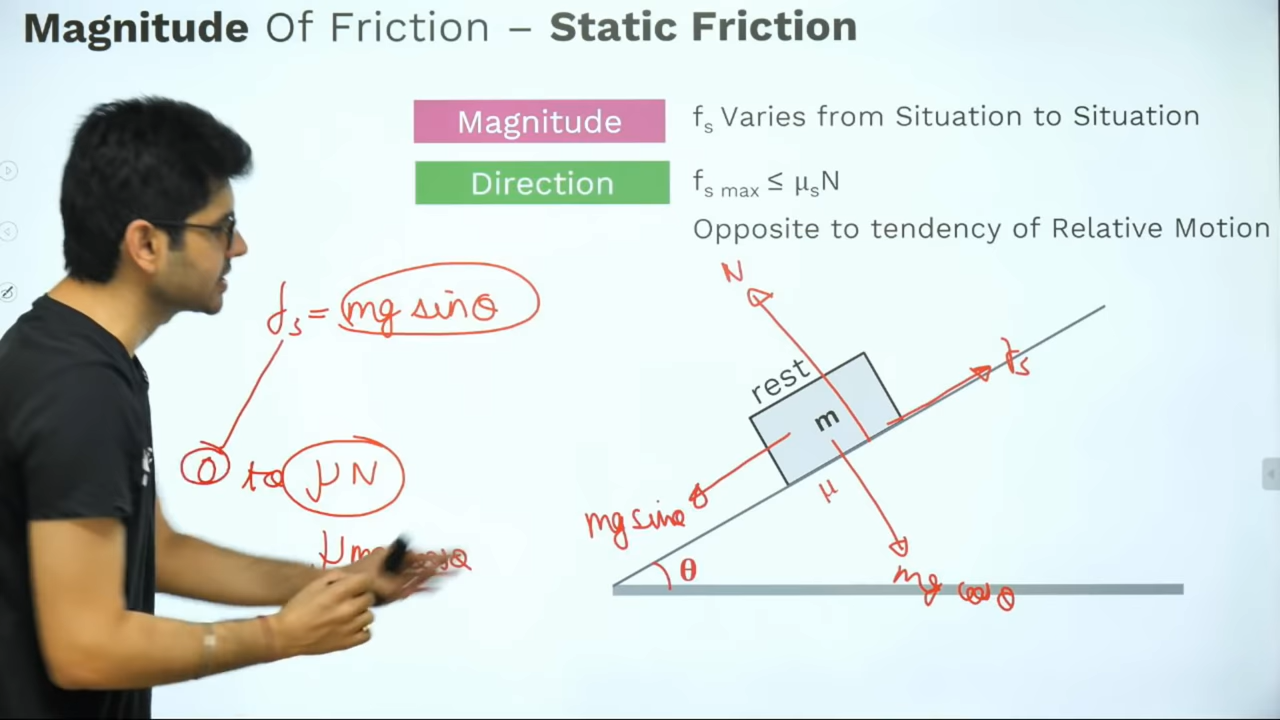 Magnitude Of Friction – Static Friction
Magnitude
fs Varies from Situation to Situation
Direction
fs max ≤ μsN
Opposite to tendency of Relative Motion
fs = mg sinθ
0 to μN
N
rest
m
fs
μ
mg sinθ
θ
mg cosθ